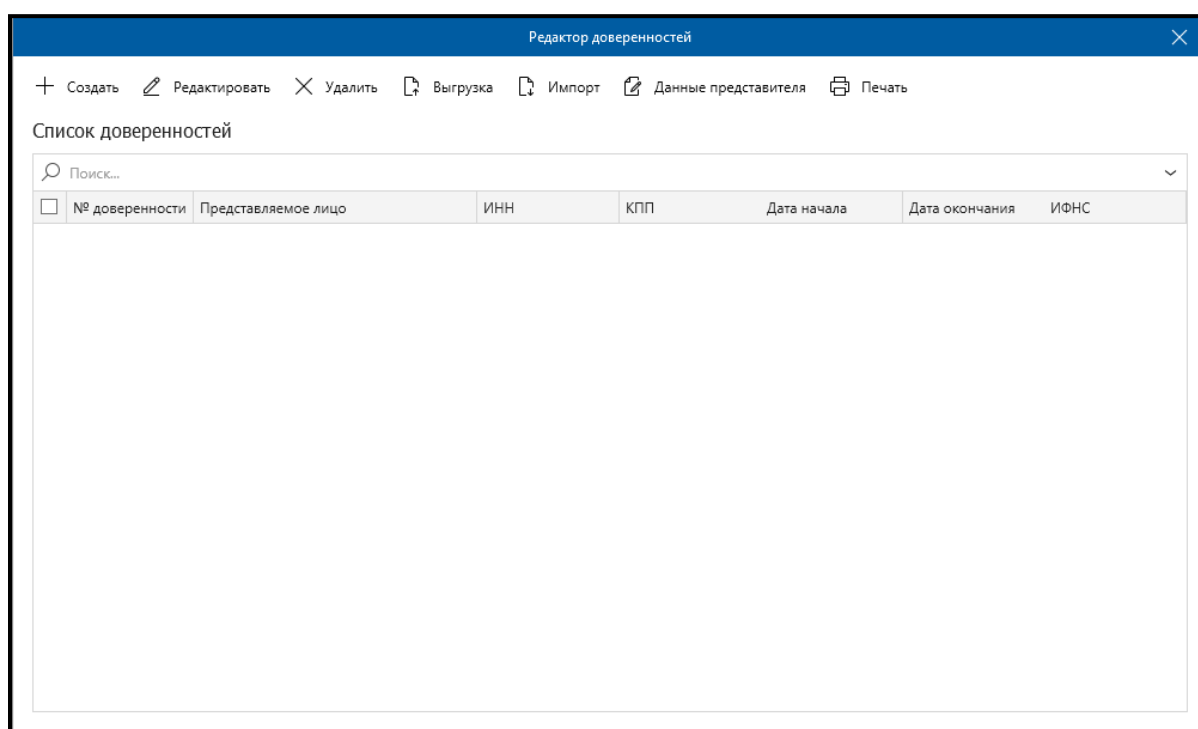 Редактор доверенностей
Создать Редактировать Удалить Выгрузка Импорт Данные представителя Печать
Список доверенностей
Поиск...
№ доверенности Представляемое лицо ИНН КПП Дата начала Дата окончания ИФНС